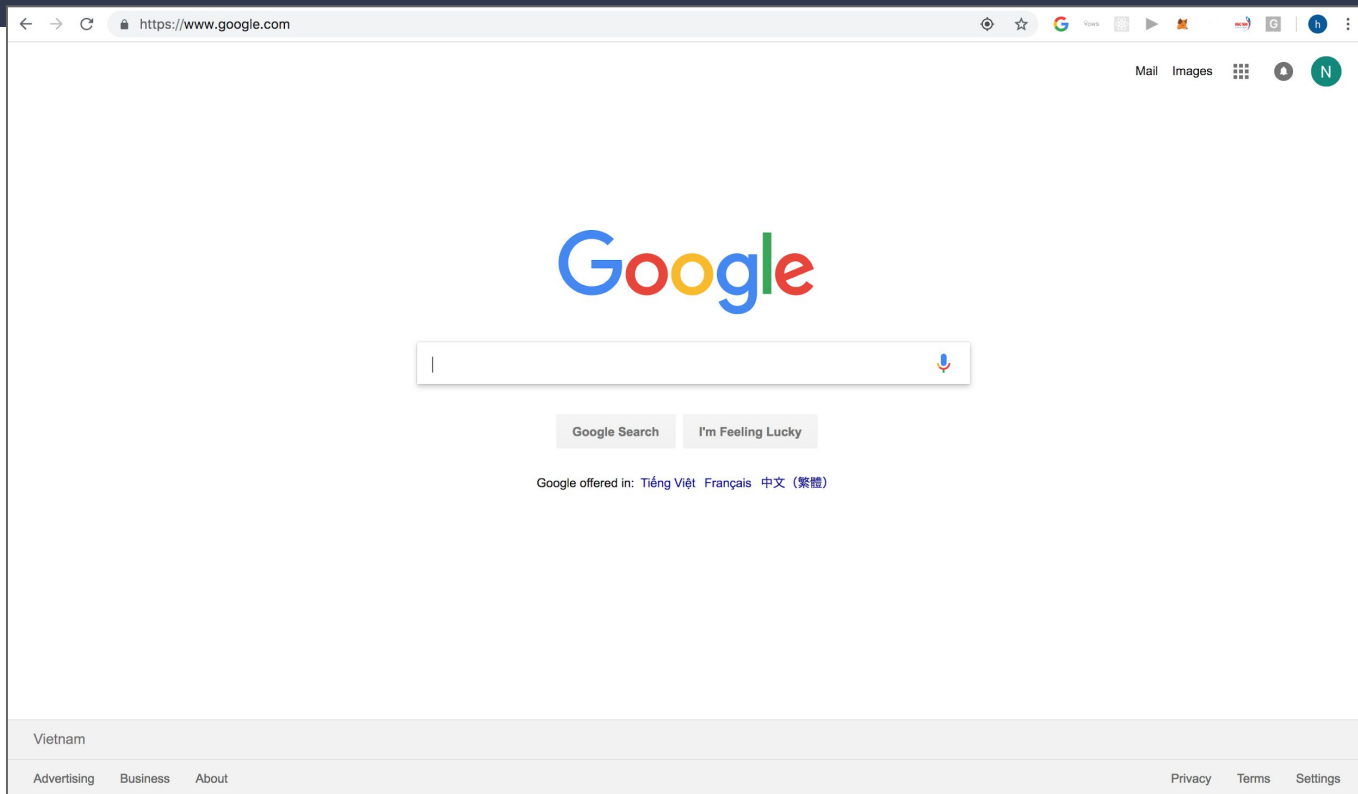 https://www.google.com
h
Mail Images
N
Google
Google Search I'm Feeling Lucky
Google offered in: Tiếng Việt Français 中文（繁體）
Vietnam
Advertising Business About Privacy Terms Settings